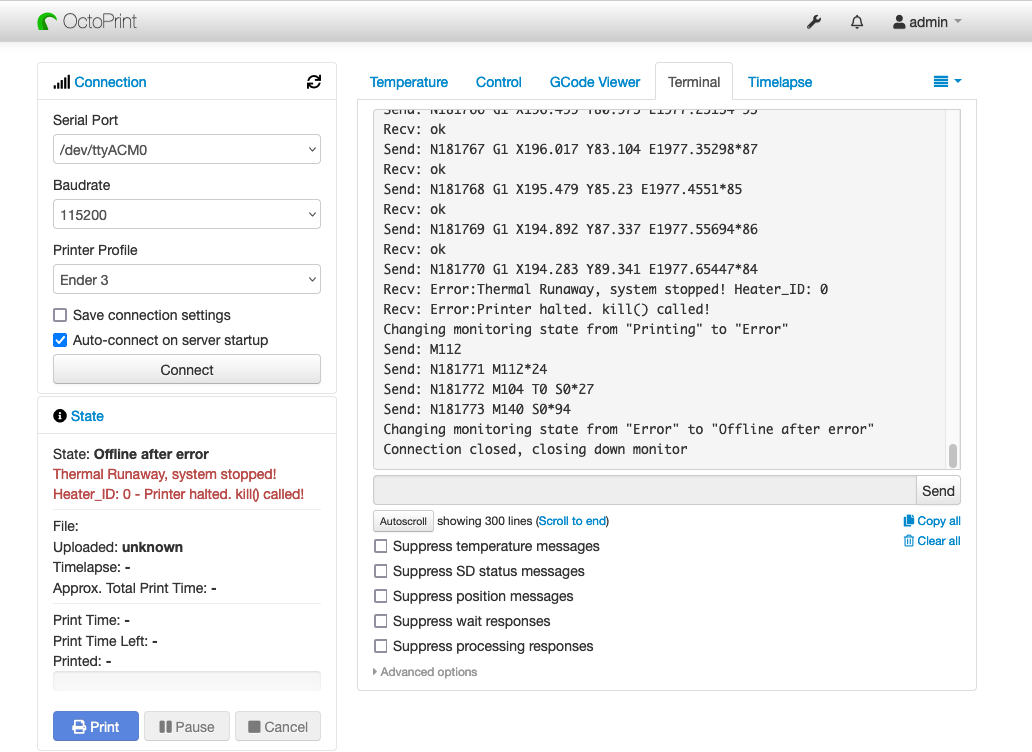 OctoPrint
admin
Connection
Serial Port
/dev/ttyACM0
Baudrate
115200
Printer Profile
Ender 3
Save connection settings
Auto-connect on server startup
Connect
State
State: Offline after error
Thermal Runaway, system stopped!
Heater_ID: 0 - Printer halted. kill() called!
File:
Uploaded: unknown
Timelapse: -
Approx. Total Print Time: -
Print Time: -
Print Time Left: -
Printed: -
Print Pause Cancel
Temperature Control GCode Viewer Terminal Timelapse
Send: N181766 G1 X196.499 Y80.973 E1977.25154*95
Recv: ok
Send: N181767 G1 X196.017 Y83.104 E1977.35298*87
Recv: ok
Send: N181768 G1 X195.479 Y85.23 E1977.4551*85
Recv: ok
Send: N181769 G1 X194.892 Y87.337 E1977.55694*86
Recv: ok
Send: N181770 G1 X194.283 Y89.341 E1977.65447*84
Recv: Error:Thermal Runaway, system stopped! Heater_ID: 0
Recv: Error:Printer halted. kill() called!
Changing monitoring state from "Printing" to "Error"
Send: M112
Send: N181771 M112*24
Send: N181772 M104 T0 S0*27
Send: N181773 M140 S0*94
Changing monitoring state from "Error" to "Offline after error"
Connection closed, closing down monitor
Send
Autoscroll showing 300 lines (Scroll to end)
Copy all
Clear all
Suppress temperature messages
Suppress SD status messages
Suppress position messages
Suppress wait responses
Suppress processing responses
Advanced options